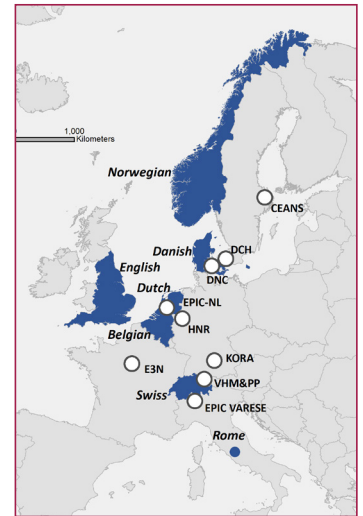 1,000
Kilometers
Norwegian
CEANS
Danish
DCH
DNC
English
Dutch
EPIC-NL
HNR
Belgian
KORA
E3N
VHM&PP
Swiss
EPIC VARESE
Rome